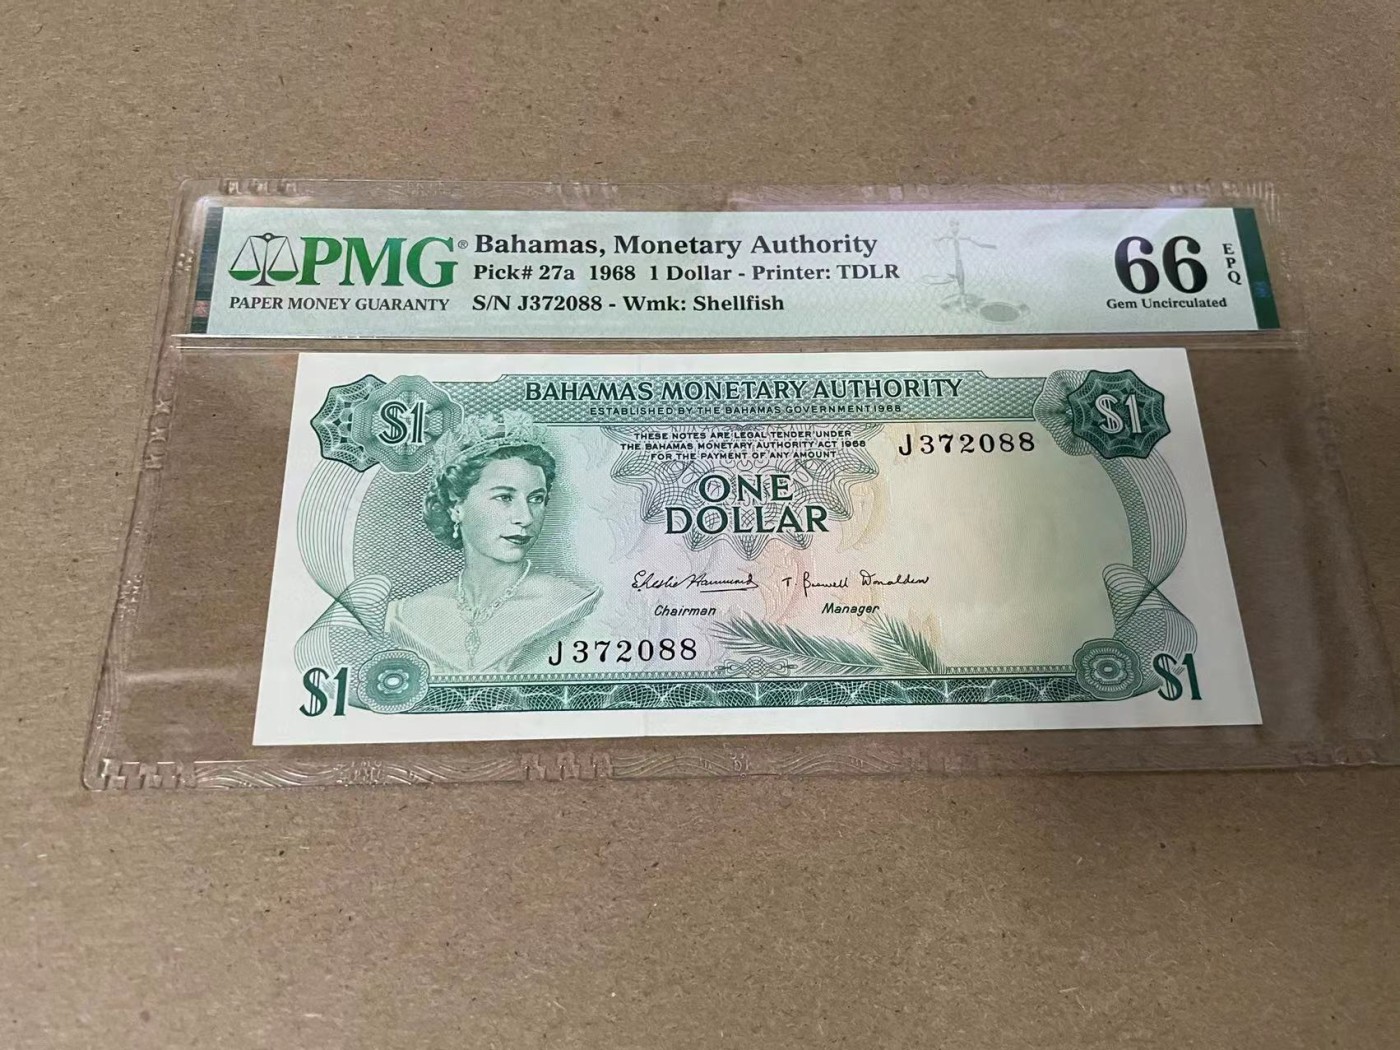 PMG®
PAPER MONEY GUARANTY
Bahamas, Monetary Authority
Pick# 27a 1968 1 Dollar - Printer: TDLR
S/N J372088 - Wmk: Shellfish
66
EPQ
Gem Uncirculated
$1
BAHAMAS MONETARY AUTHORITY
$1
ESTABLISHED BY THE BAHAMAS GOVERNMENT 1968
THESE NOTES ARE LEGAL TENDER UNDER
THE BAHAMAS MONETARY AUTHORITY ACT 1968
FOR THE PAYMENT OF ANY AMOUNT
J372088
ONE
DOLLAR
Chairman
Manager
J372088
$1
$1